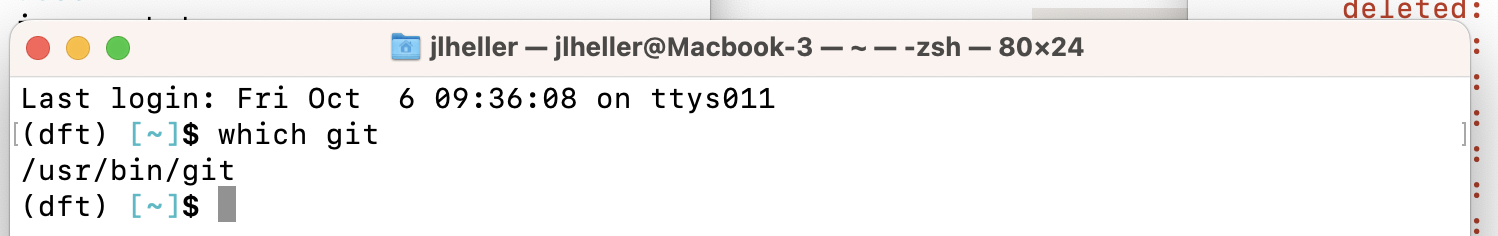 deleted:
jlheller — jlheller@Macbook-3 — ~ — -zsh — 80×24
Last login: Fri Oct  6 09:36:08 on ttys011
[(dft) [~]$ which git ]
/usr/bin/git
(dft) [~]$